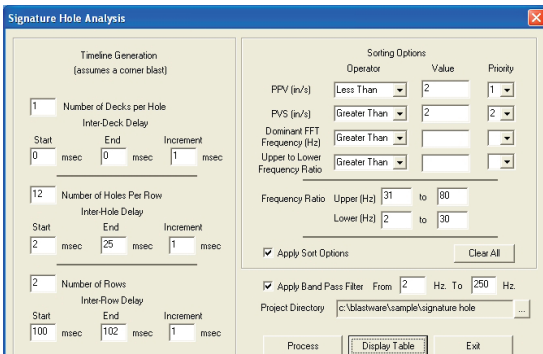 Signature Hole Analysis
Timeline Generation
(assumes a corner blast)
1 Number of Decks per Hole
Inter-Deck Delay
Start End Increment
0 msec 0 msec 1 msec
12 Number of Holes Per Row
Inter-Hole Delay
Start End Increment
2 msec 25 msec 1 msec
2 Number of Rows
Inter-Row Delay
Start End Increment
100 msec 102 msec 1 msec
Sorting Options
Operator Value Priority
PPV (in/s) Less Than 2 1
PVS (in/s) Greater Than 2 2
Dominant FFT
Frequency (Hz) Greater Than
Upper to Lower
Frequency Ratio Greater Than
Frequency Ratio Upper (Hz) 31 to 80
Lower (Hz) 2 to 30
Apply Sort Options Clear All
Apply Band Pass Filter From 2 Hz. To 250 Hz.
Project Directory c:\blastware\sample\signature hole ...
Process Display Table Exit